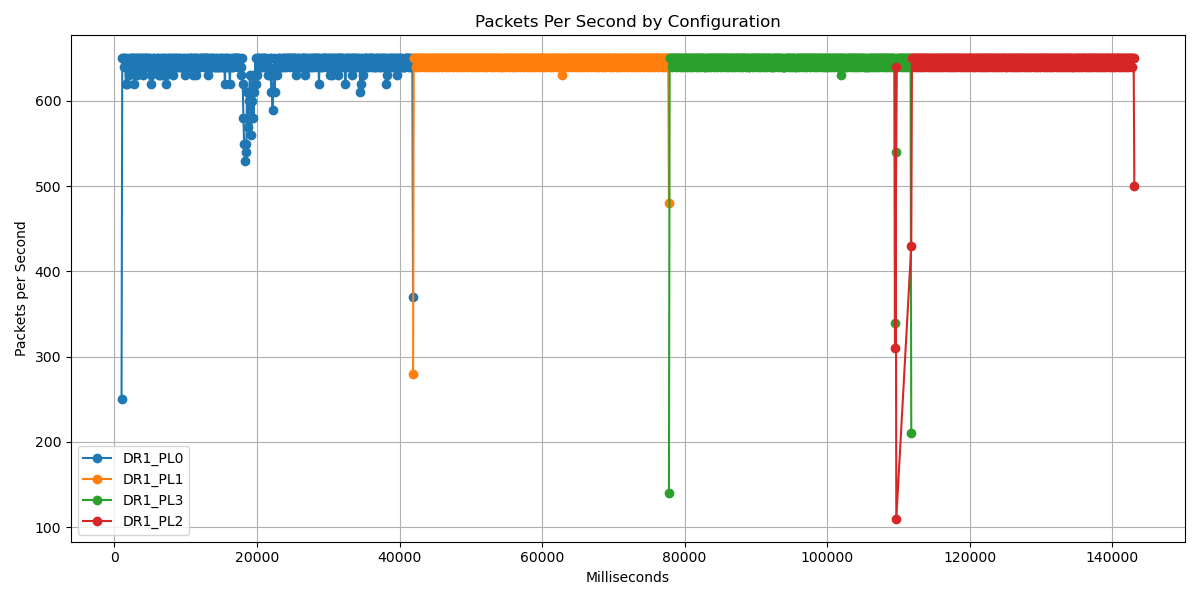 Packets Per Second by Configuration
Packets per Second
600
500
400
300
200
100
DR1_PL0
DR1_PL1
DR1_PL3
DR1_PL2
0 20000 40000 60000 80000 100000 120000 140000
Milliseconds